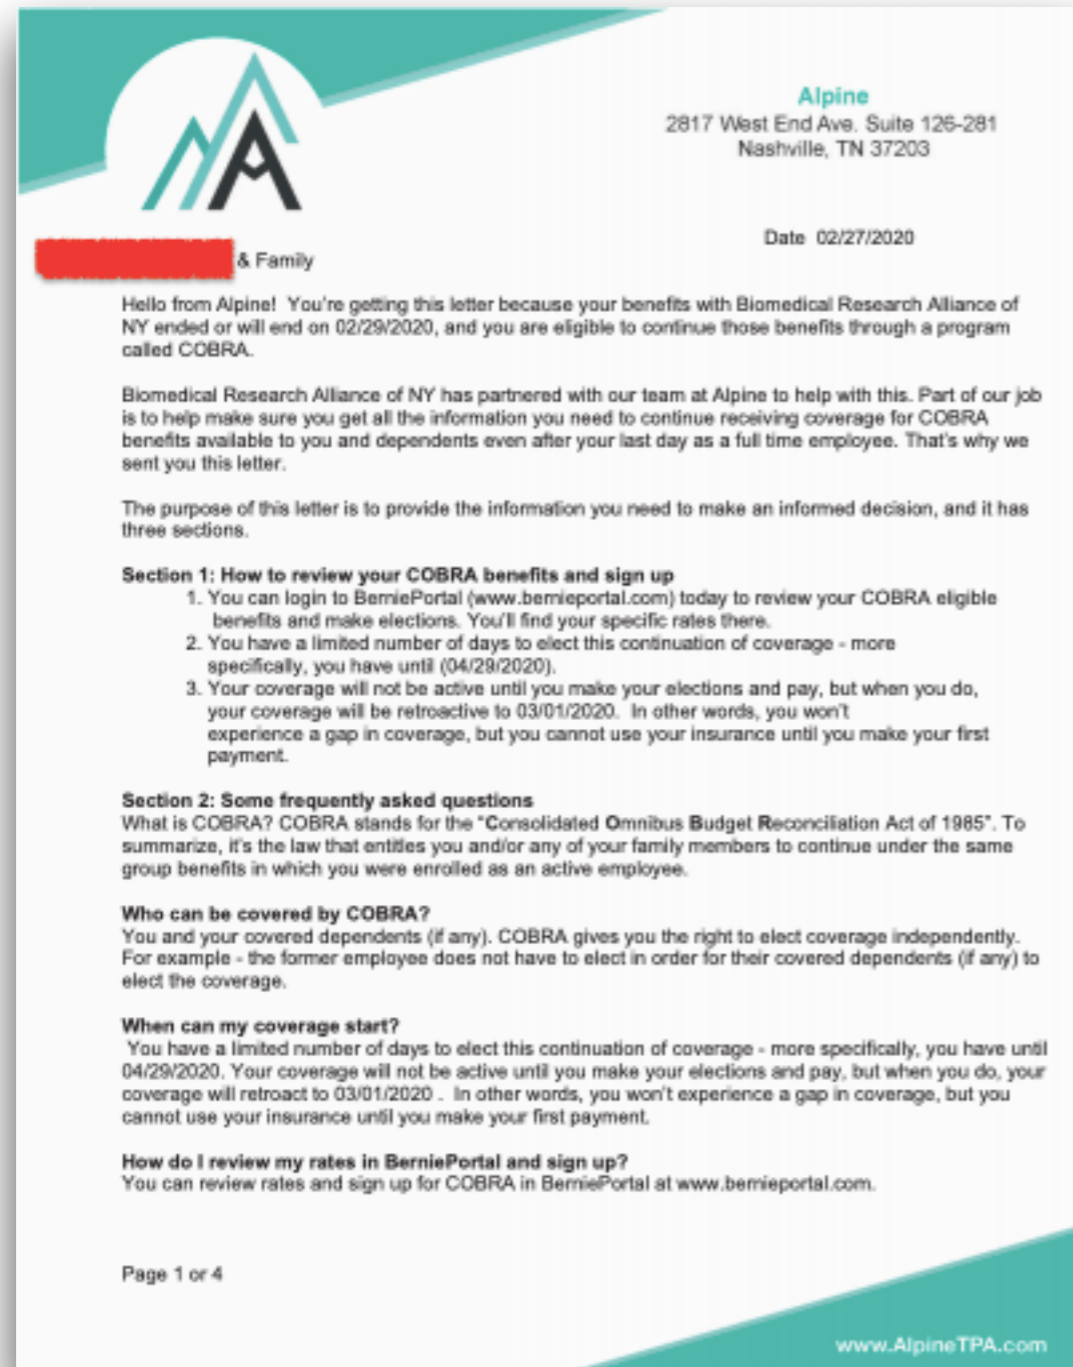 Alpine
2817 West End Ave. Suite 126-281
Nashville, TN 37203
Date 02/27/2020
& Family
Hello from Alpine! You're getting this letter because your benefits with Biomedical Research Alliance of
NY ended or will end on 02/29/2020, and you are eligible to continue those benefits through a program
called COBRA.
Biomedical Research Alliance of NY has partnered with our team at Alpine to help with this. Part of our job
is to help make sure you get all the information you need to continue receiving coverage for COBRA
benefits available to you and dependents even after your last day as a full time employee. That's why we
sent you this letter.
The purpose of this letter is to provide the information you need to make an informed decision, and it has
three sections.
Section 1: How to review your COBRA benefits and sign up
1. You can login to BerniePortal (www.bernieportal.com) today to review your COBRA eligible
benefits and make elections. You'll find your specific rates there.
2. You have a limited number of days to elect this continuation of coverage - more
specifically, you have until (04/29/2020).
3. Your coverage will not be active until you make your elections and pay, but when you do,
your coverage will be retroactive to 03/01/2020. In other words, you won't
experience a gap in coverage, but you cannot use your insurance until you make your first
payment.
Section 2: Some frequently asked questions
What is COBRA? COBRA stands for the "Consolidated Omnibus Budget Reconciliation Act of 1985". To
summarize, it's the law that entitles you and/or any of your family members to continue under the same
group benefits in which you were enrolled as an active employee.
Who can be covered by COBRA?
You and your covered dependents (if any). COBRA gives you the right to elect coverage independently.
For example - the former employee does not have to elect in order for their covered dependents (if any) to
elect the coverage.
When can my coverage start?
You have a limited number of days to elect this continuation of coverage - more specifically, you have until
04/29/2020. Your coverage will not be active until you make your elections and pay, but when you do, your
coverage will retroact to 03/01/2020 . In other words, you won't experience a gap in coverage, but you
cannot use your insurance until you make your first payment.
How do I review my rates in BerniePortal and sign up?
You can review rates and sign up for COBRA in BerniePortal at www.bernieportal.com.
Page 1 or 4
www.AlpineTPA.com